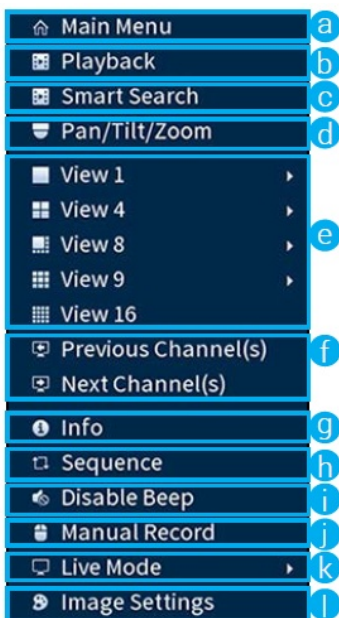 Main Menu a
Playback b
Smart Search c
Pan/Tilt/Zoom d
View 1
View 4
View 8 e
View 9
View 16
Previous Channel(s) f
Next Channel(s)
Info g
Sequence h
Disable Beep i
Manual Record j
Live Mode k
Image Settings l